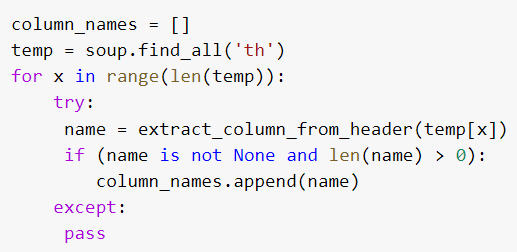 column_names = []
temp = soup.find_all('th')
for x in range(len(temp)):
    try:
     name = extract_column_from_header(temp[x])
     if (name is not None and len(name) > 0):
        column_names.append(name)
    except:
     pass